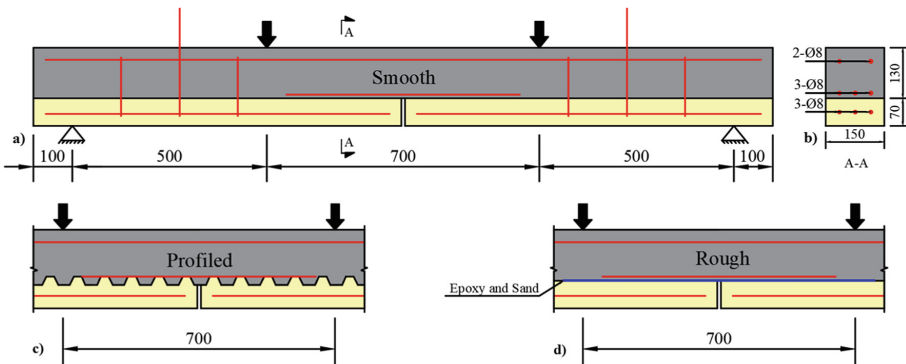 A
Smooth
a)
A
100
500
700
500
100
2-Ø8
3-Ø8
3-Ø8
130
70
b)
150
A-A
Profiled
c)
700
Rough
Epoxy and Sand
d)
700